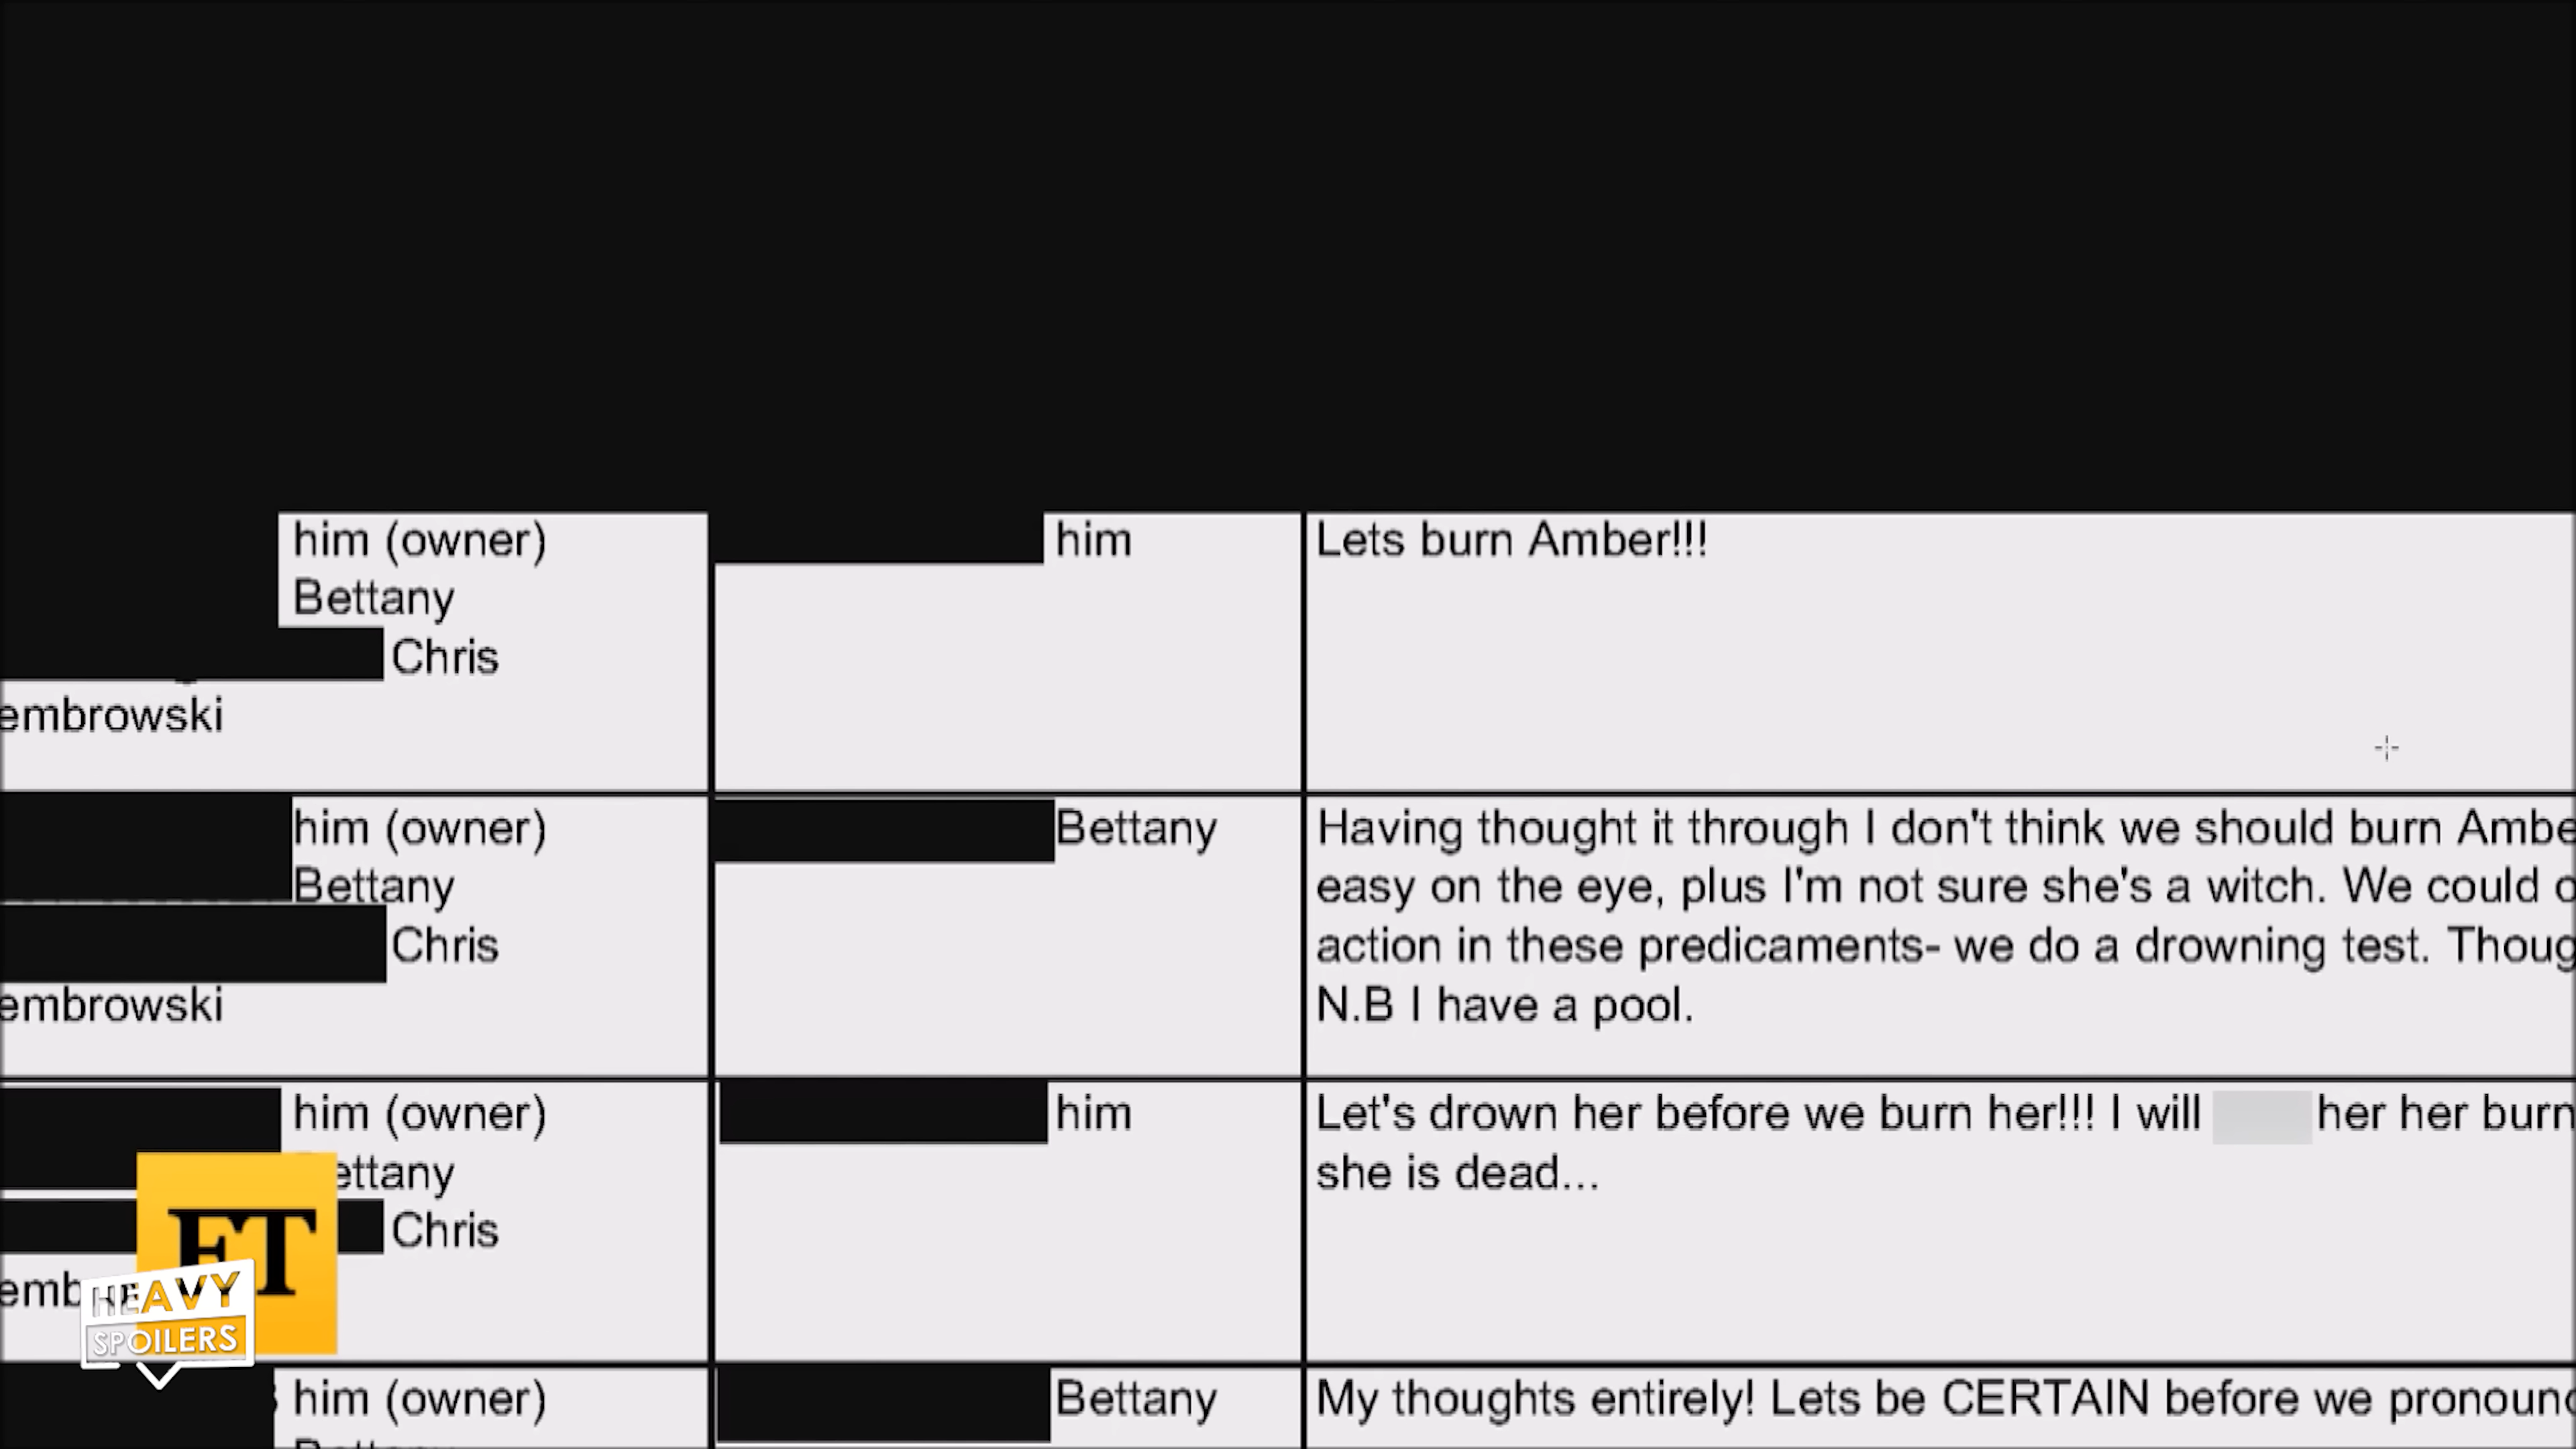 him (owner)
Bettany
Chris
embrowski
him
Lets burn Amber!!!
him (owner)
Bettany
Chris
embrowski
Bettany
Having thought it through I don't think we should burn Ambe
easy on the eye, plus I'm not sure she's a witch. We could
action in these predicaments- we do a drowning test. Thoug
N.B I have a pool.
him (owner)
ettany
Chris
emb
him
Let's drown her before we burn her!!! I will her her burn
she is dead...
him (owner)
Bettany
My thoughts entirely! Lets be CERTAIN before we pronounc
ET
HEAVY
SPOILERS